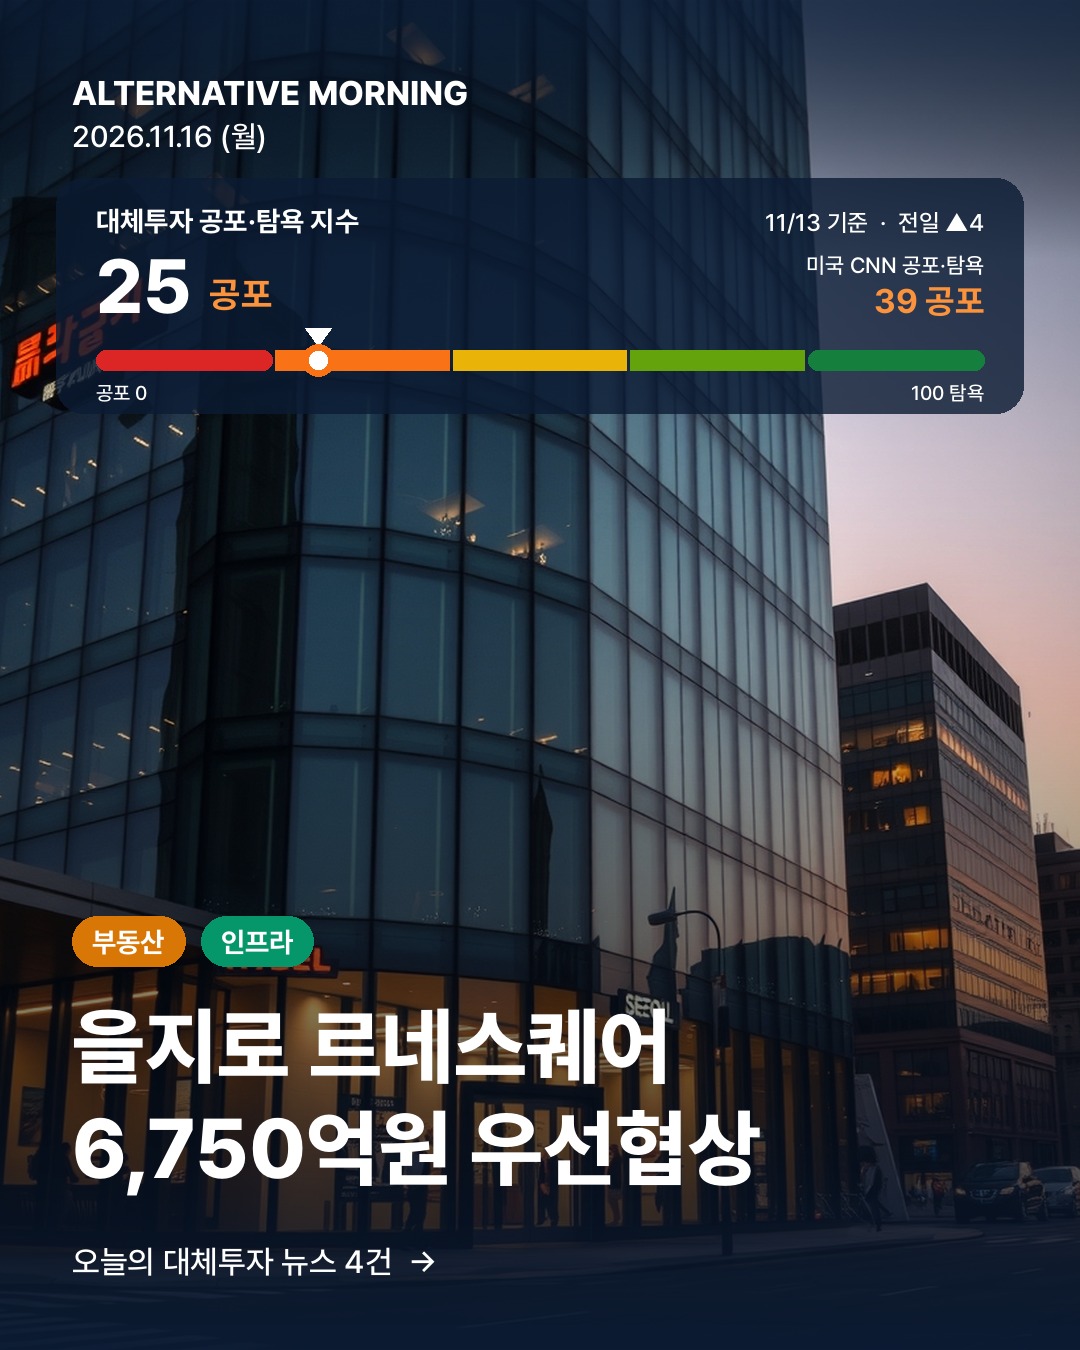 ALTERNATIVE MORNING
2026.11.16 (월)
대체투자 공포·탐욕 지수
11/13 기준 · 전일 ▲4
25 공포
미국 CNN 공포·탐욕
39 공포
공포 0
100 탐욕
부동산
인프라
을지로 르네스퀘어
6,750억원 우선협상
오늘의 대체투자 뉴스 4건 →